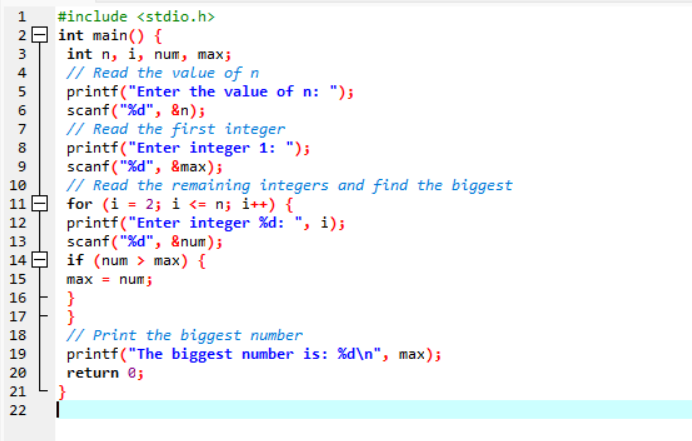 1 #include <stdio.h>
2 int main() {
3 int n, i, num, max;
4 // Read the value of n
5 printf("Enter the value of n: ");
6 scanf("%d", &n);
7 // Read the first integer
8 printf("Enter integer 1: ");
9 scanf("%d", &max);
10 // Read the remaining integers and find the biggest
11 for (i = 2; i <= n; i++) {
12 printf("Enter integer %d: ", i);
13 scanf("%d", &num);
14 if (num > max) {
15 max = num;
16 }
17 }
18 // Print the biggest number
19 printf("The biggest number is: %d\n", max);
20 return 0;
21 }
22